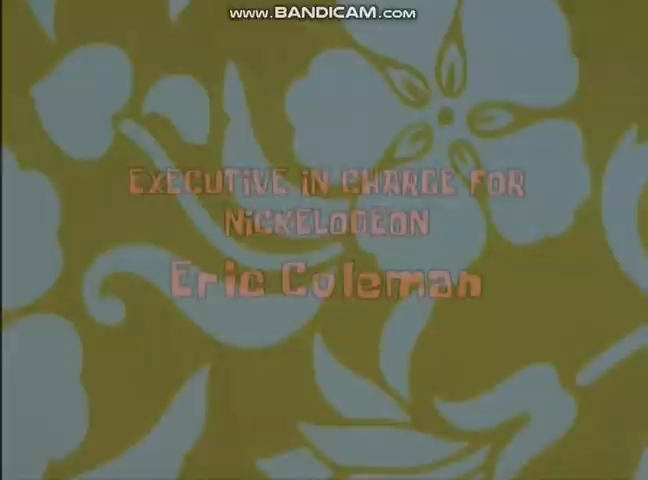 www.BANDICAM.com
EXECUTIVE IN CHARGE FOR
NICKELODEON
Eric Coleman